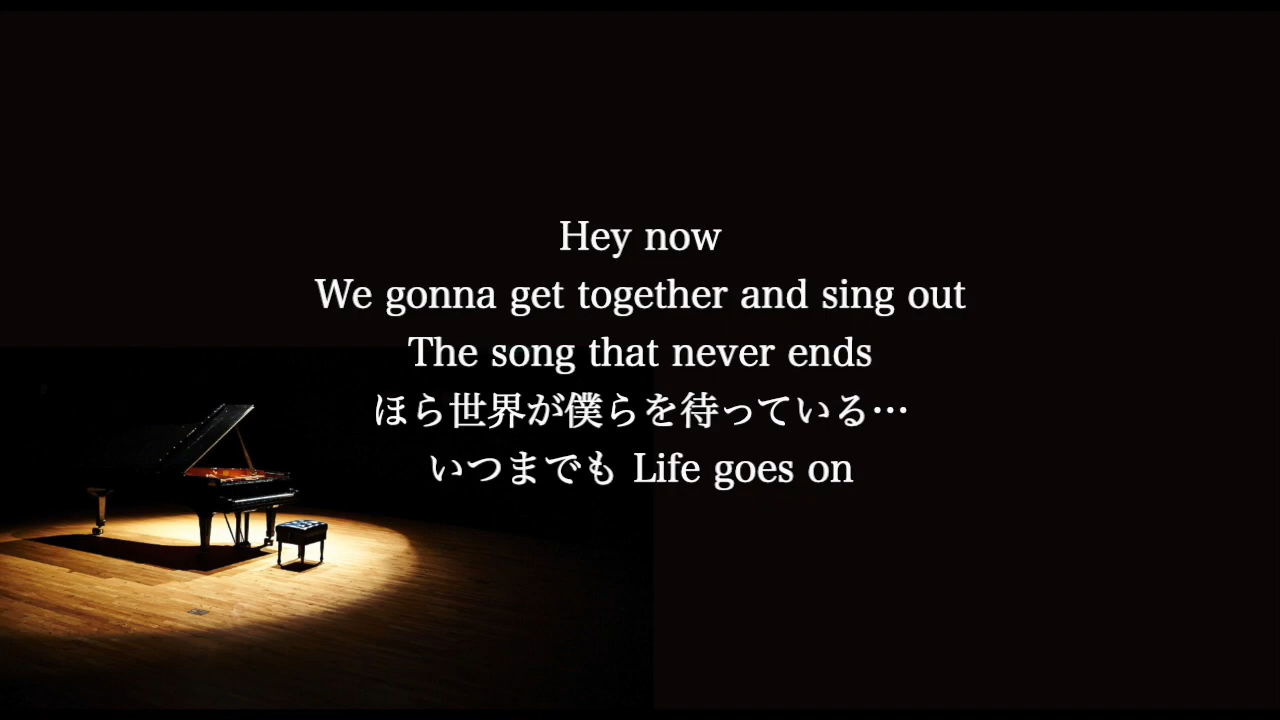 Hey now
We gonna get together and sing out
The song that never ends
ほら世界が僕らを待っている…
いつまでも Life goes on